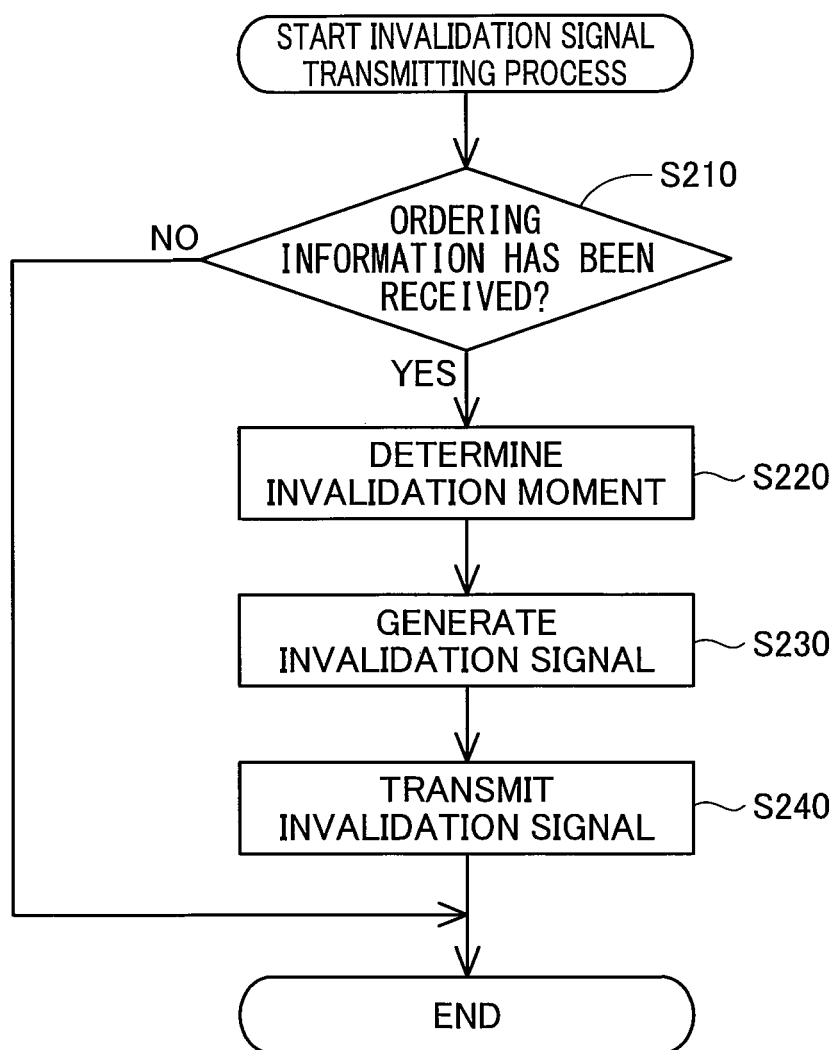 START INVALIDATION SIGNAL
TRANSMITTING PROCESS
S210
ORDERING
INFORMATION HAS BEEN
RECEIVED?
NO
YES
DETERMINE
INVALIDATION MOMENT
S220
GENERATE
INVALIDATION SIGNAL
S230
TRANSMIT
INVALIDATION SIGNAL
S240
END